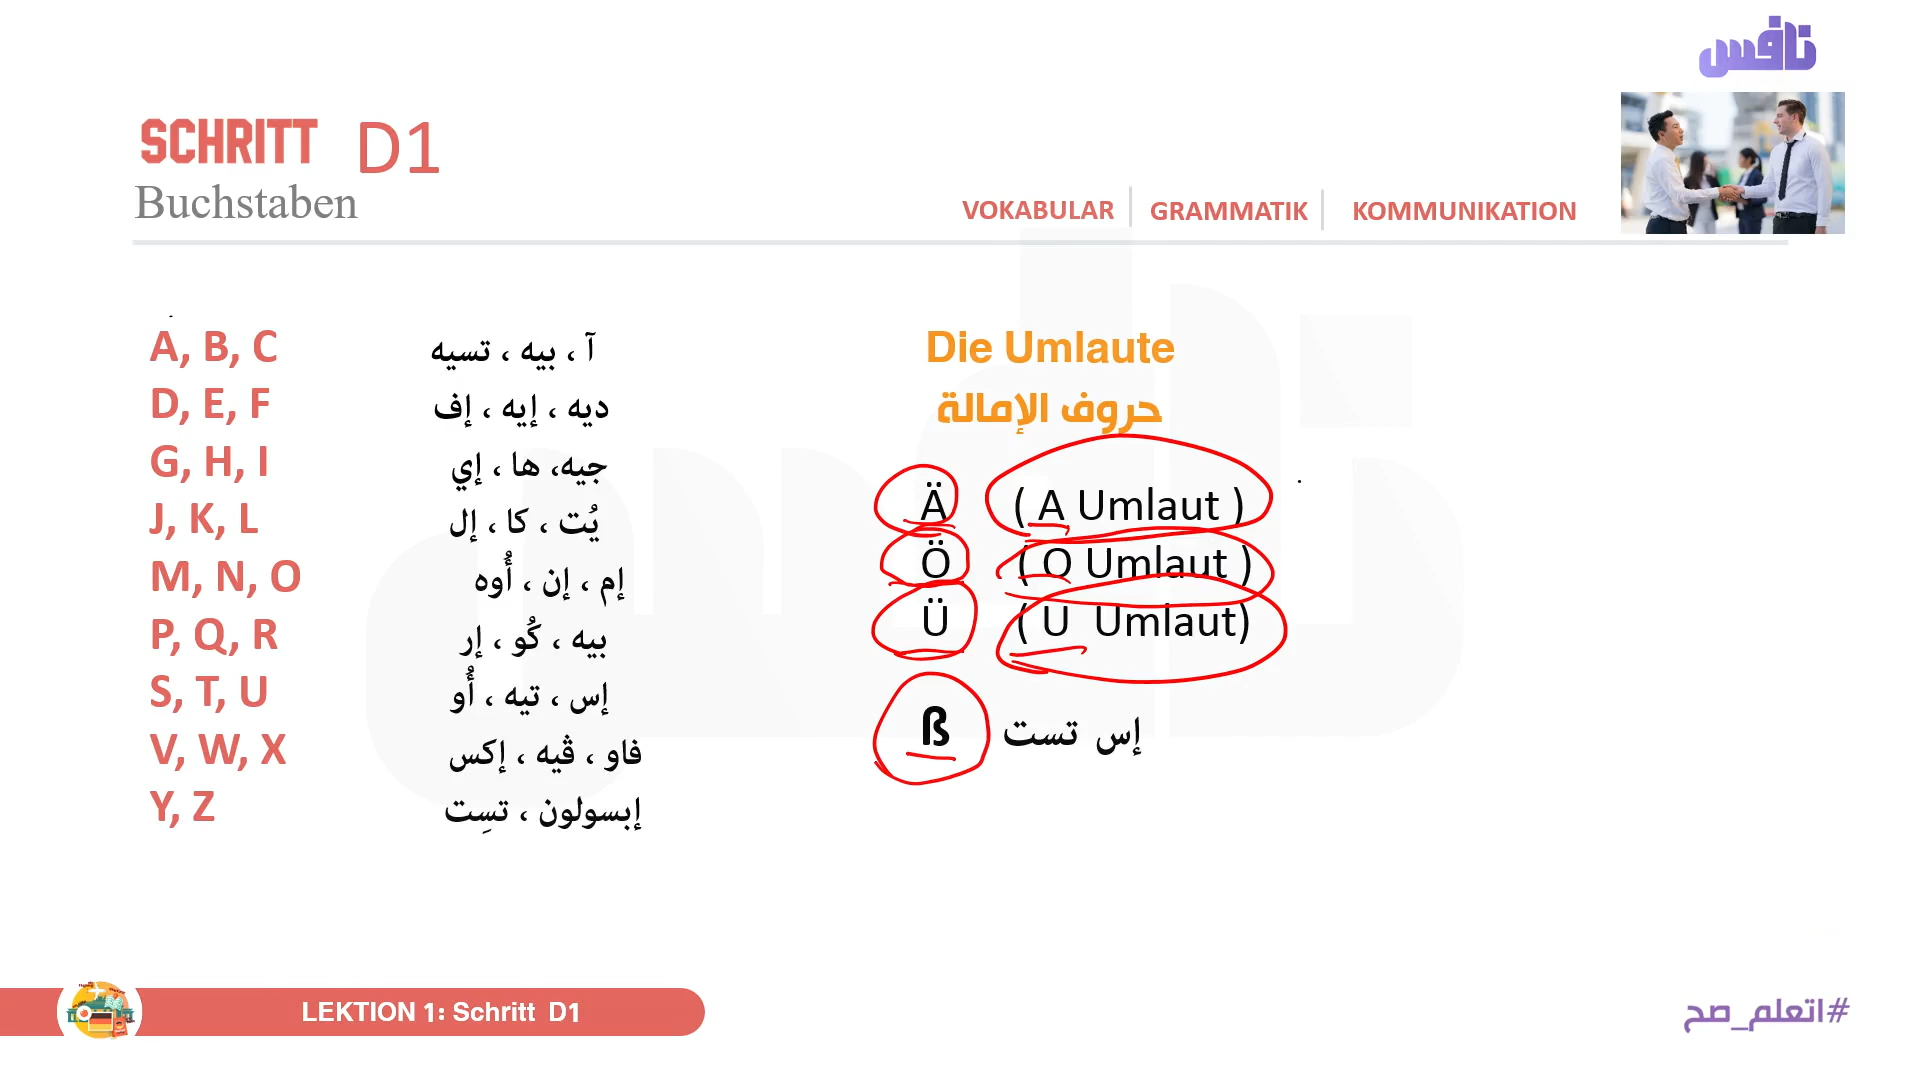 نافس
SCHRITT D1
Buchstaben
VOKABULAR
GRAMMATIK
KOMMUNIKATION
A, B, C
آ ، بيه ، تسيه
D, E, F
ديه ، إيه ، إف
G, H, I
جيه، ها ، إي
J, K, L
يُت ، كا ، إل
M, N, O
إم ، إن ، أُوه
P, Q, R
بيه ، كُو ، إر
S, T, U
إس ، تيه ، أُو
V, W, X
فاو ، ڤيه ، إكس
Y, Z
إبسولون ، تسِت
Die Umlaute
حروف الإمالة
Ä ( A Umlaut )
Ö ( O Umlaut )
Ü ( U Umlaut)
ß إس تست
LEKTION 1: Schritt D1
#اتعلم_صح